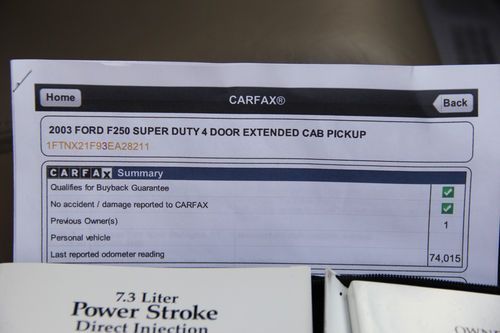 Home
CARFAX®
Back
2003 FORD F250 SUPER DUTY 4 DOOR EXTENDED CAB PICKUP
1FTNX21F93EA28211
CARFAX Summary
Qualifies for Buyback Guarantee
No accident / damage reported to CARFAX
Previous Owner(s) 1
Personal vehicle
Last reported odometer reading 74,015
7.3 Liter
Power Stroke
Direct Injection